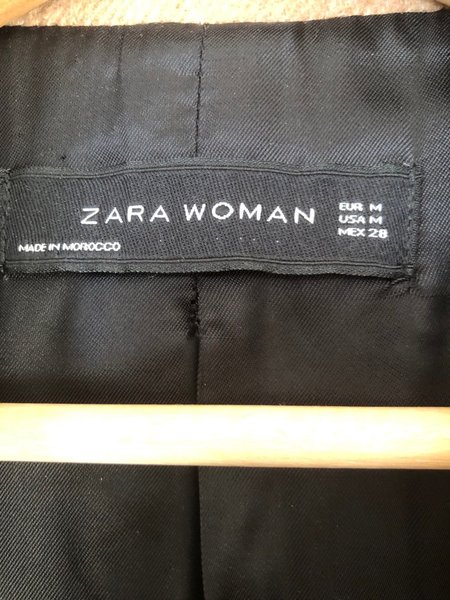 ZARA WOMAN
EUR M
USA M
MEX 28
MADE IN MOROCCO